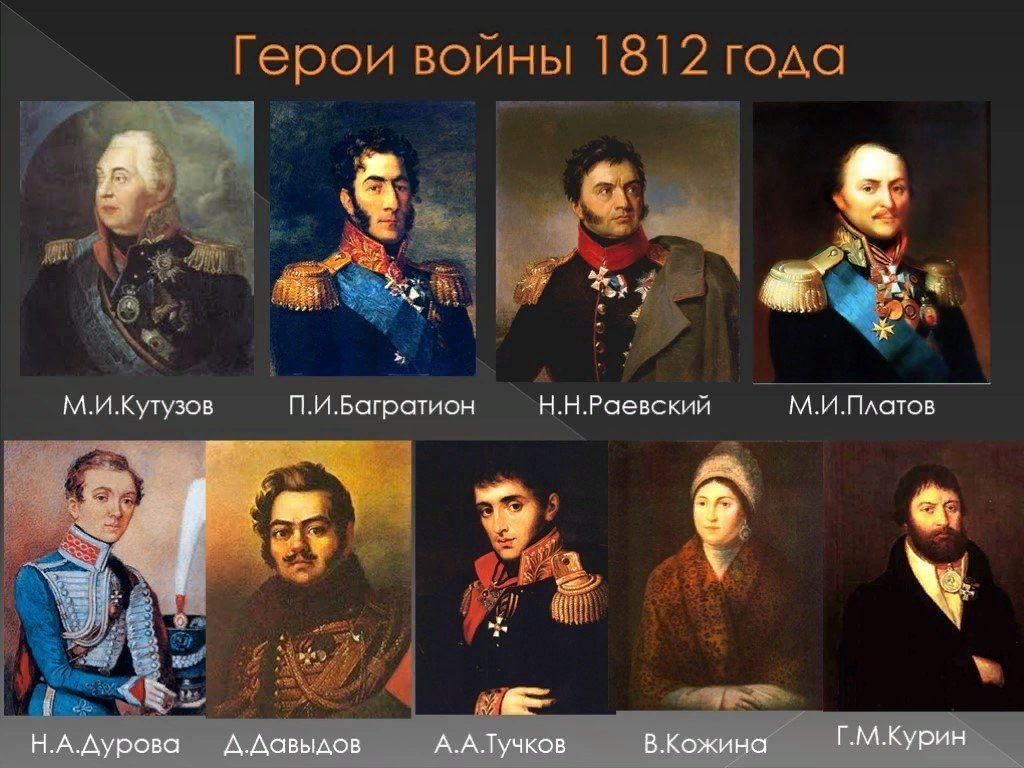 Герои войны 1812 года
М.И.Кутузов
П.И.Багратион
Н.Н.Раевский
М.И.Платов
Н.А.Дурова
Д.Давыдов
А.А.Тучков
В.Кожина
Г.М.Курин